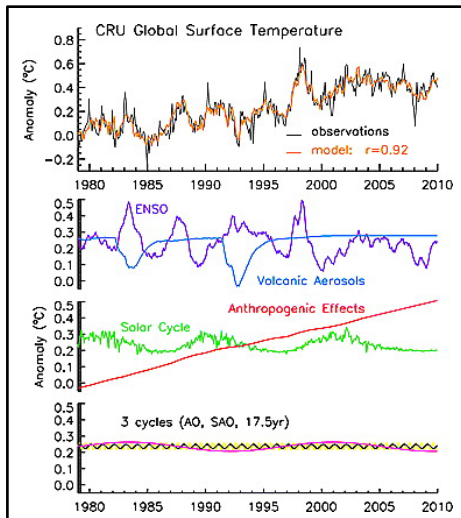 CRU Global Surface Temperature
Anomaly (°C)
0.8
0.6
0.4
0.2
0.0
−0.2
observations
model: r=0.92
1980 1985 1990 1995 2000 2005 2010
0.5
0.4
0.3
0.2
0.1
0.0
ENSO
Volcanic Aerosols
Anomaly (°C)
0.5
0.4
0.3
0.2
0.1
0.0
Anthropogenic Effects
Solar Cycle
0.5
0.4
0.3
0.2
0.1
0.0
3 cycles (AO, SAO, 17.5yr)
1980 1985 1990 1995 2000 2005 2010